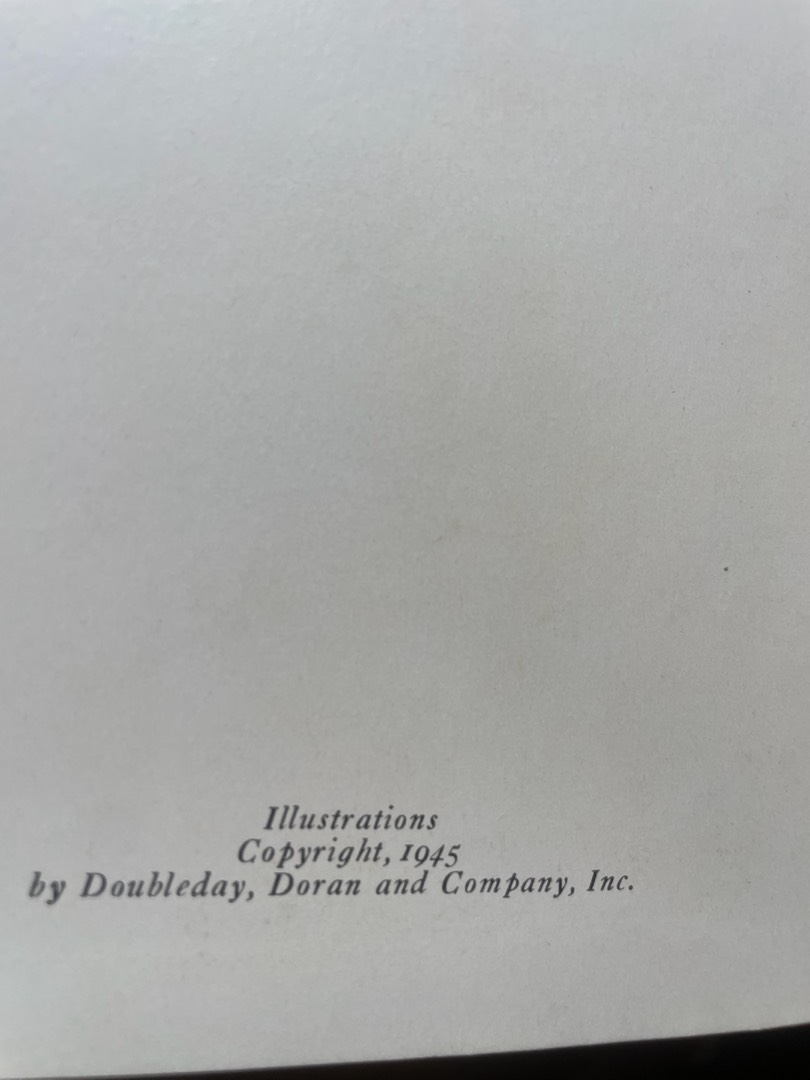 Illustrations
Copyright, 1945
by Doubleday, Doran and Company, Inc.